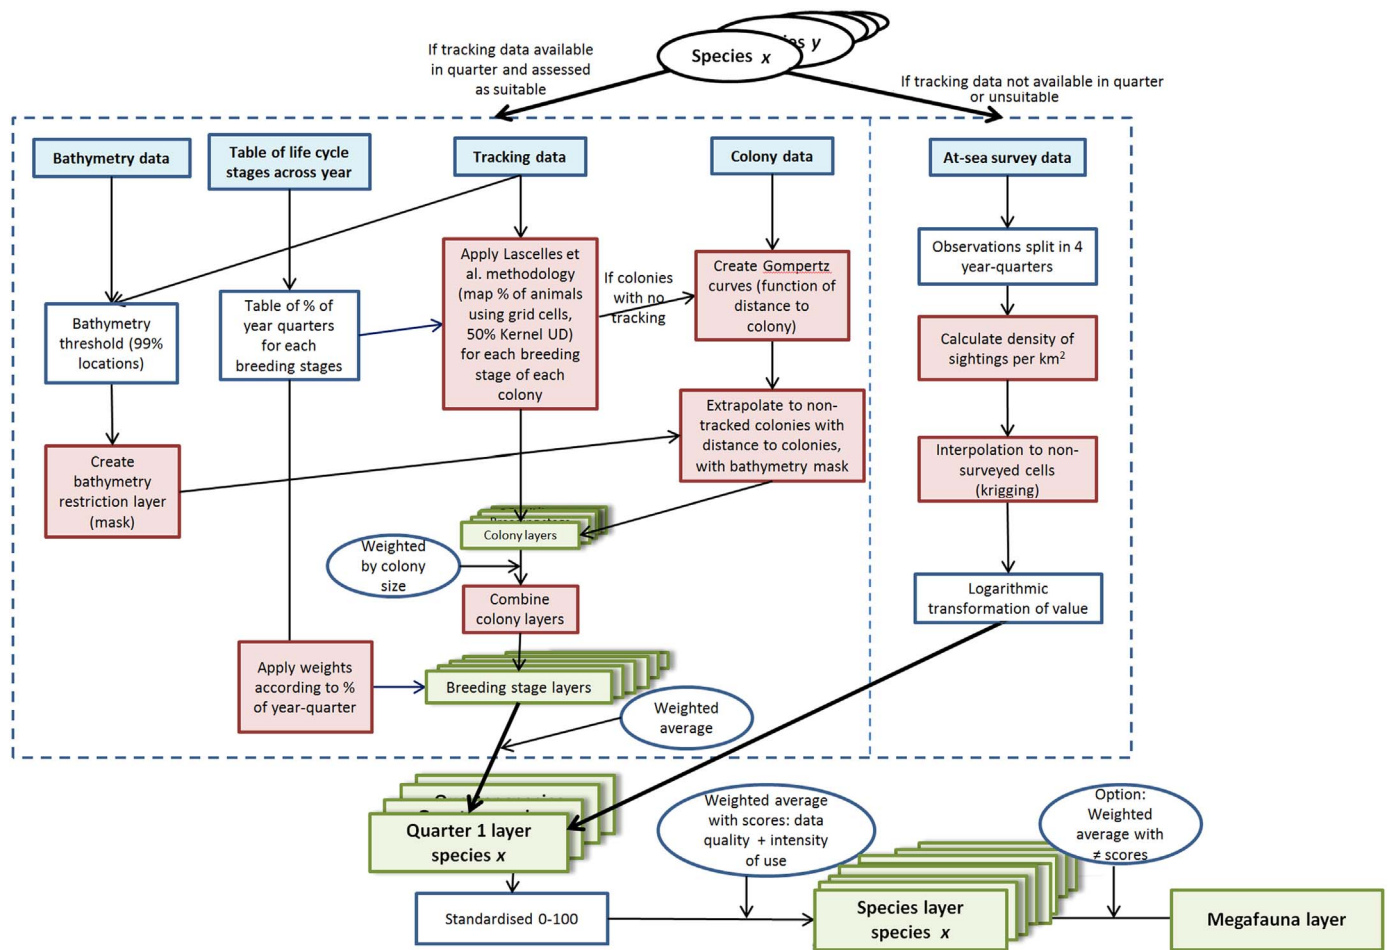 Species x
y
If tracking data available
in quarter and assessed
as suitable
If tracking data not available in quarter
or unsuitable
Bathymetry data
Table of life cycle
stages across year
Tracking data
Colony data
At-sea survey data
Bathymetry
threshold (99%
locations)
Table of % of
year quarters
for each
breeding stages
Apply Lascelles
et al. methodology
(map % of animals
using grid cells,
50% Kernel UD)
for each breeding
stage of each
colony
If colonies
with no
tracking
Create Gompertz
curves (function of
distance to
colony)
Observations split in 4
year-quarters
Calculate density of
sightings per km²
Create
bathymetry
restriction layer
(mask)
Extrapolate to non-
tracked colonies with
distance to colonies,
with bathymetry mask
Interpolation to non-
surveyed cells
(krigging)
Colony layers
Weighted
by colony
size
Combine
colony layers
Logarithmic
transformation of value
Apply weights
according to %
of year-quarter
Breeding stage layers
Weighted
average
Quarter 1 layer
species x
Weighted average
with scores: data
quality + intensity
of use
Option:
Weighted
average with
≠ scores
Standardised 0-100
Species layer
species x
Megafauna layer